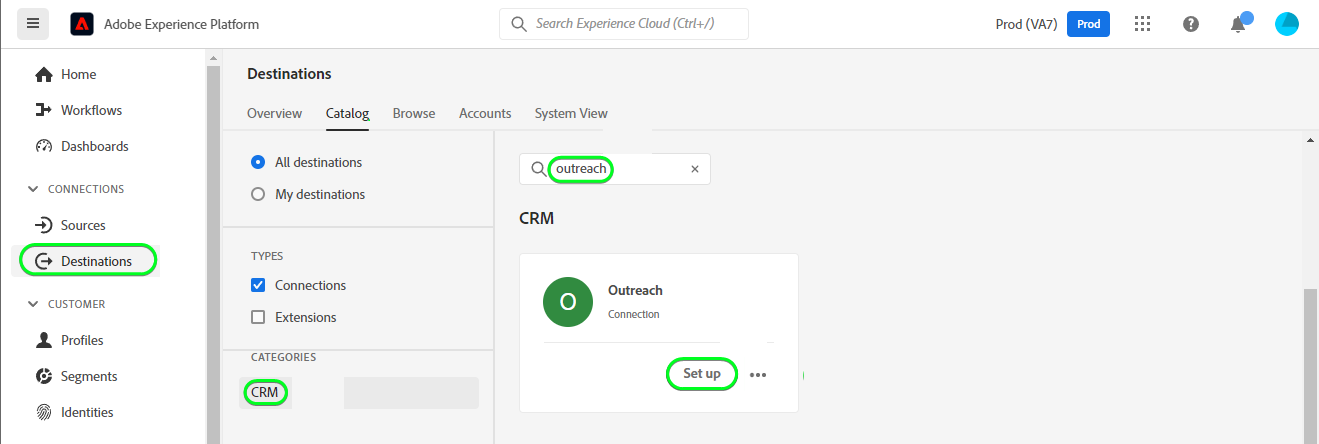 Adobe Experience Platform
Search Experience Cloud (Ctrl+/)
Prod (VA7)
Prod
Home
Workflows
Dashboards
CONNECTIONS
Sources
Destinations
CUSTOMER
Profiles
Segments
Identities
Destinations
Overview Catalog Browse Accounts System View
All destinations
My destinations
TYPES
Connections
Extensions
CATEGORIES
CRM
outreach
CRM
O
Outreach
Connection
Set up